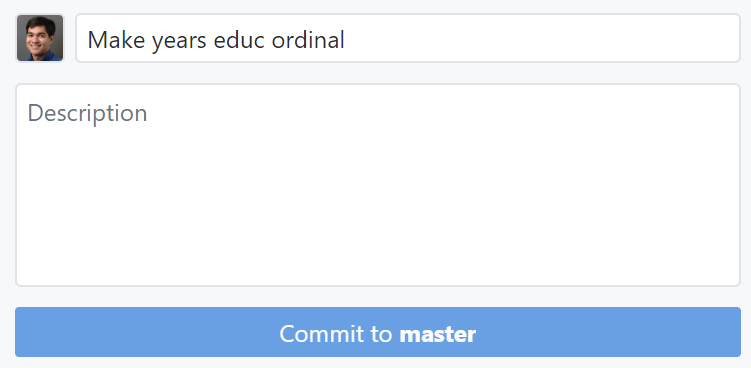 Make years educ ordinal
Description
Commit to master